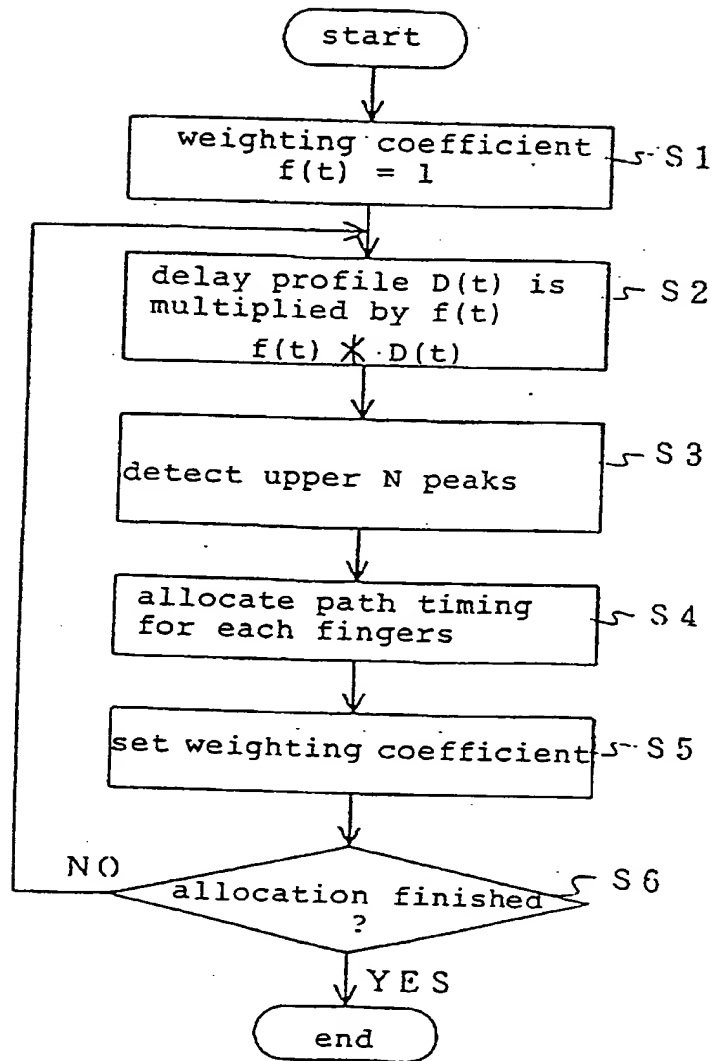 start
weighting coefficient
f(t) = 1
S1
delay profile D(t) is
multiplied by f(t)
f(t) * D(t)
S2
detect upper N peaks
S3
allocate path timing
for each fingers
S4
set weighting coefficient
S5
allocation finished
?
S6
NO
YES
end